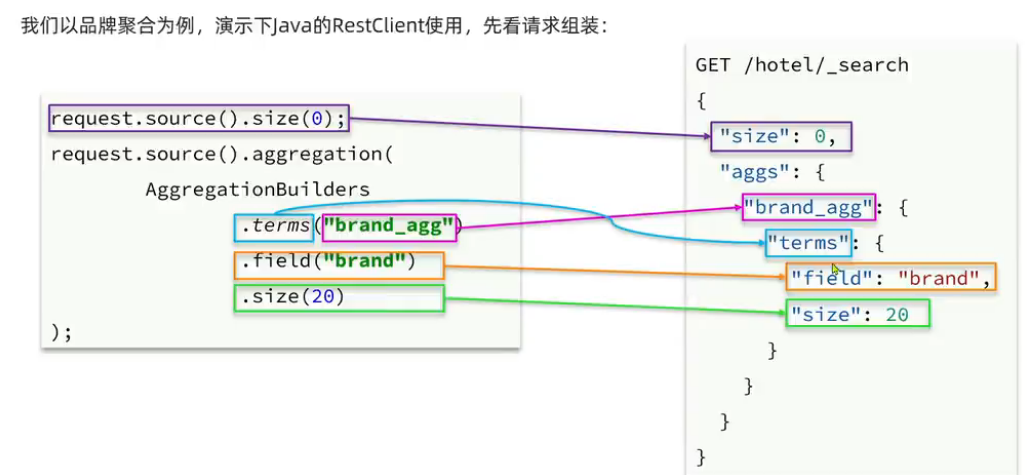 我们以品牌聚合为例，演示下Java的RestClient使用，先看请求组装：
request.source().size(0);
request.source().aggregation(
AggregationBuilders
.terms("brand_agg")
.field("brand")
.size(20)
);
GET /hotel/_search
{
"size": 0,
"aggs": {
"brand_agg": {
"terms": {
"field": "brand",
"size": 20
}
}
}
}